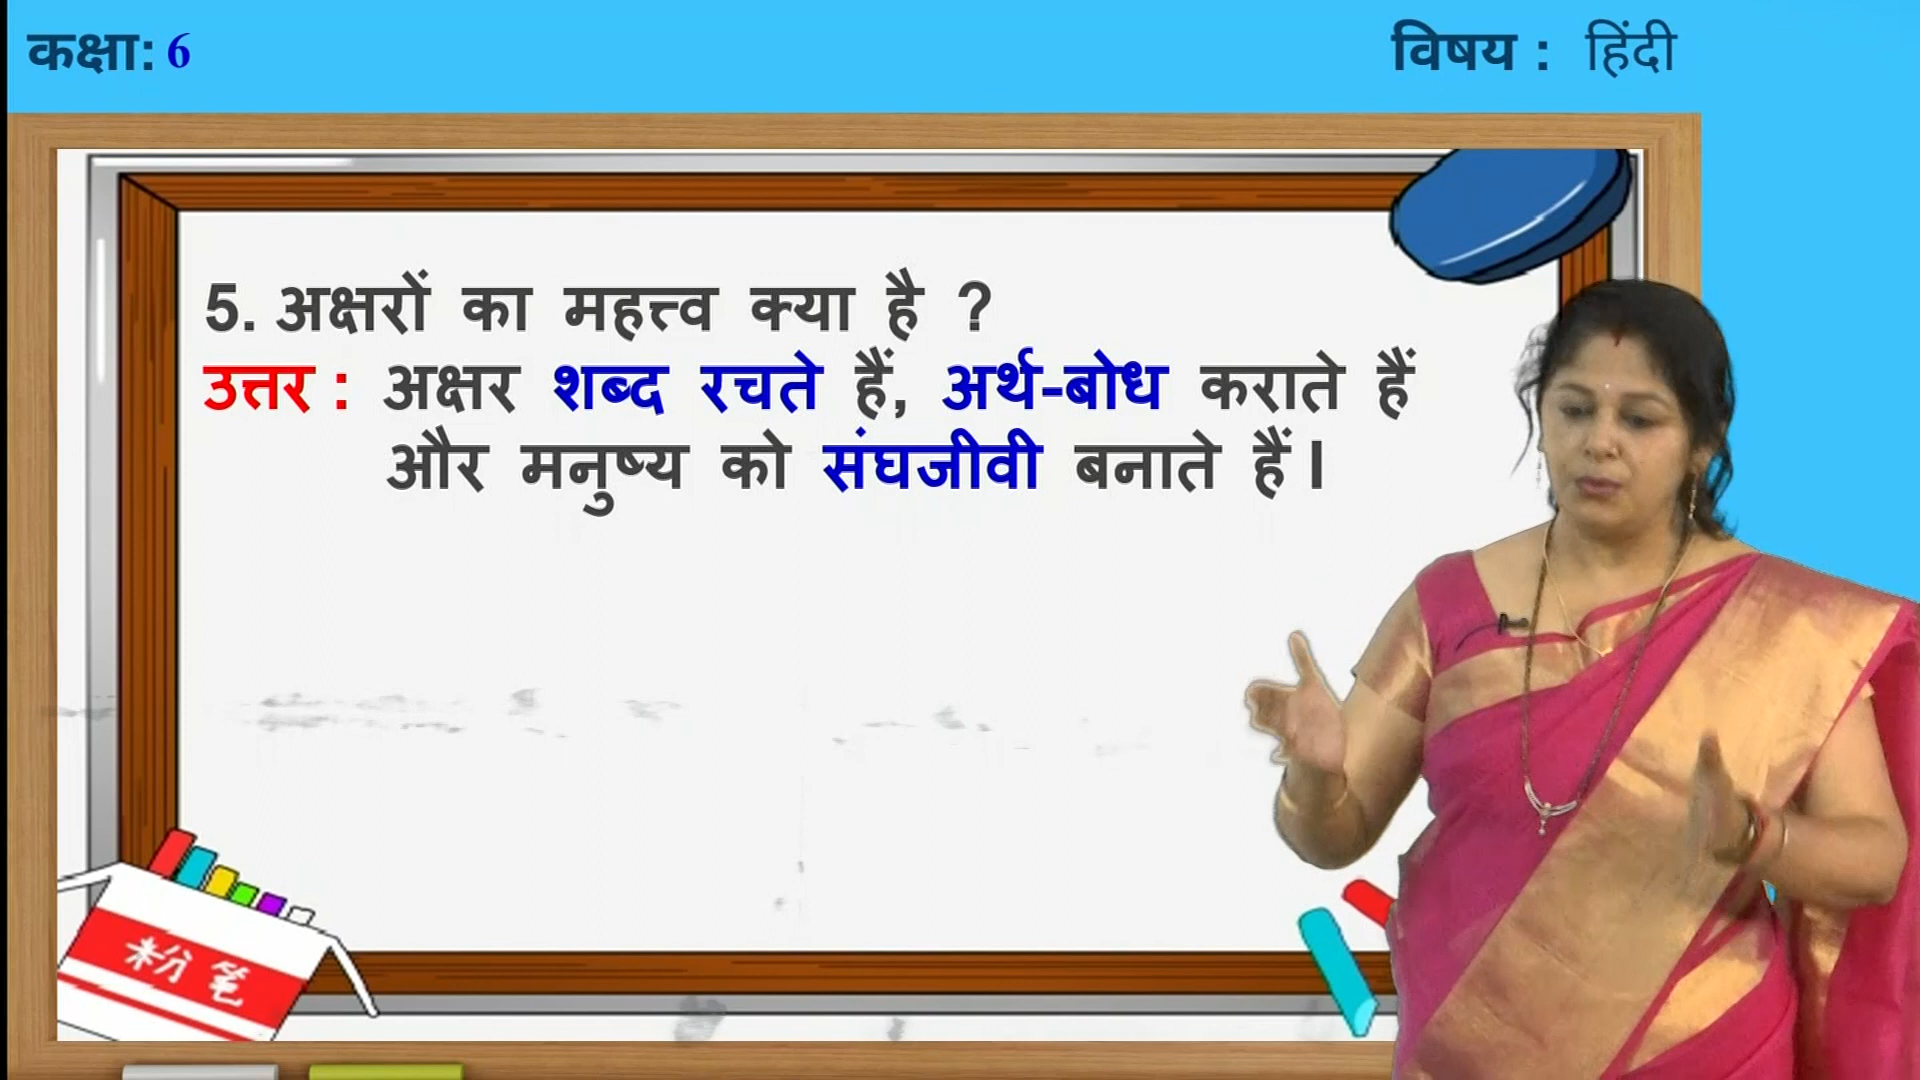 कक्षा: 6
विषय : हिंदी
5. अक्षरों का महत्त्व क्या है ?
उत्तर : अक्षर शब्द रचते हैं, अर्थ-बोध कराते हैं
और मनुष्य को संघजीवी बनाते हैं।
粉笔